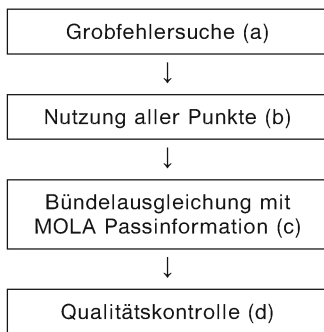 Grobfehlersuche (a)
↓
Nutzung aller Punkte (b)
↓
Bündelausgleichung mit
MOLA Passinformation (c)
↓
Qualitätskontrolle (d)